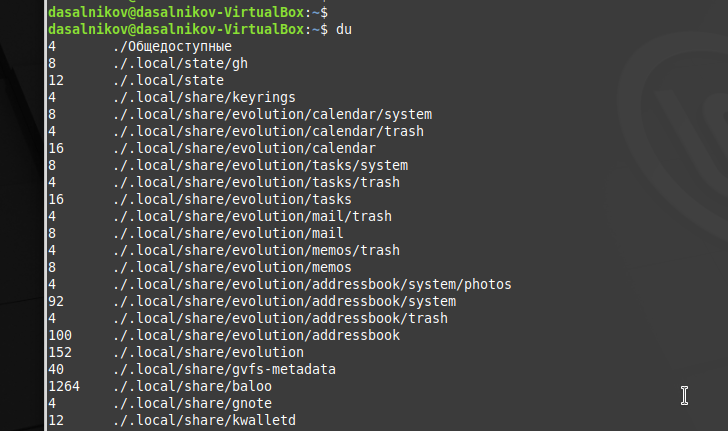 dasalnikov@dasalnikov-VirtualBox:~$
dasalnikov@dasalnikov-VirtualBox:~$ du
4 ./Общедоступные
8 ./.local/state/gh
12 ./.local/state
4 ./.local/share/keyrings
8 ./.local/share/evolution/calendar/system
4 ./.local/share/evolution/calendar/trash
16 ./.local/share/evolution/calendar
8 ./.local/share/evolution/tasks/system
4 ./.local/share/evolution/tasks/trash
16 ./.local/share/evolution/tasks
4 ./.local/share/evolution/mail/trash
8 ./.local/share/evolution/mail
4 ./.local/share/evolution/memos/trash
8 ./.local/share/evolution/memos
4 ./.local/share/evolution/addressbook/system/photos
92 ./.local/share/evolution/addressbook/system
4 ./.local/share/evolution/addressbook/trash
100 ./.local/share/evolution/addressbook
152 ./.local/share/evolution
40 ./.local/share/gvfs-metadata
1264 ./.local/share/baloo
4 ./.local/share/gnote
12 ./.local/share/kwalletd